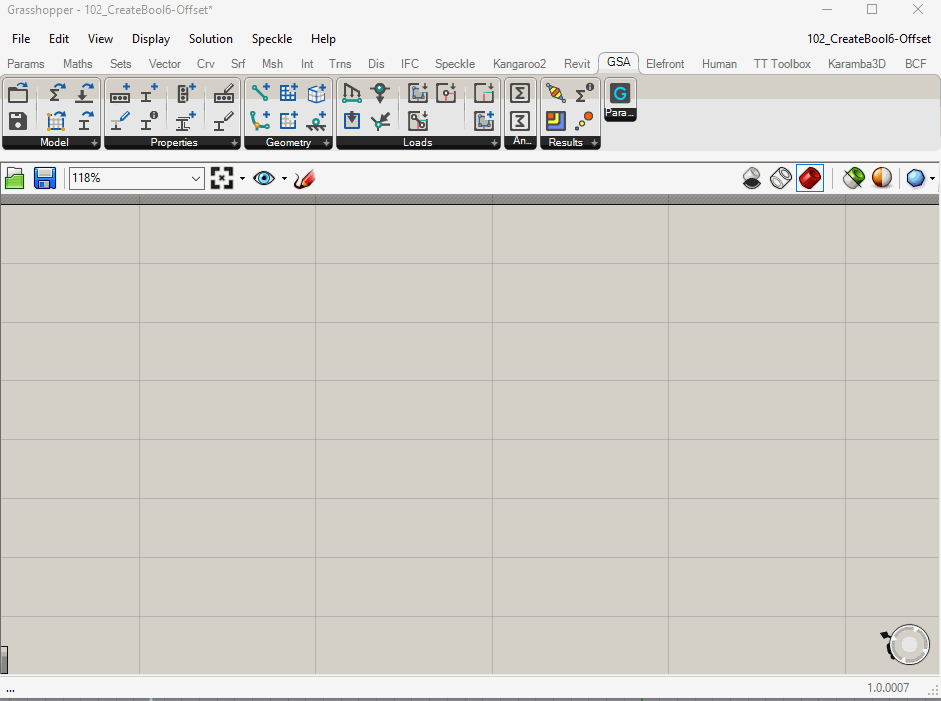 Grasshopper - 102_CreateBool6-Offset*
File Edit View Display Solution Speckle Help 102_CreateBool6-Offset
Params Maths Sets Vector Crv Srf Msh Int Trns Dis IFC Speckle Kangaroo2 Revit GSA Elefront Human TT Toolbox Karamba3D BCF
G
Para...
Model Properties Geometry Loads An... Results
118%
... 1.0.0007